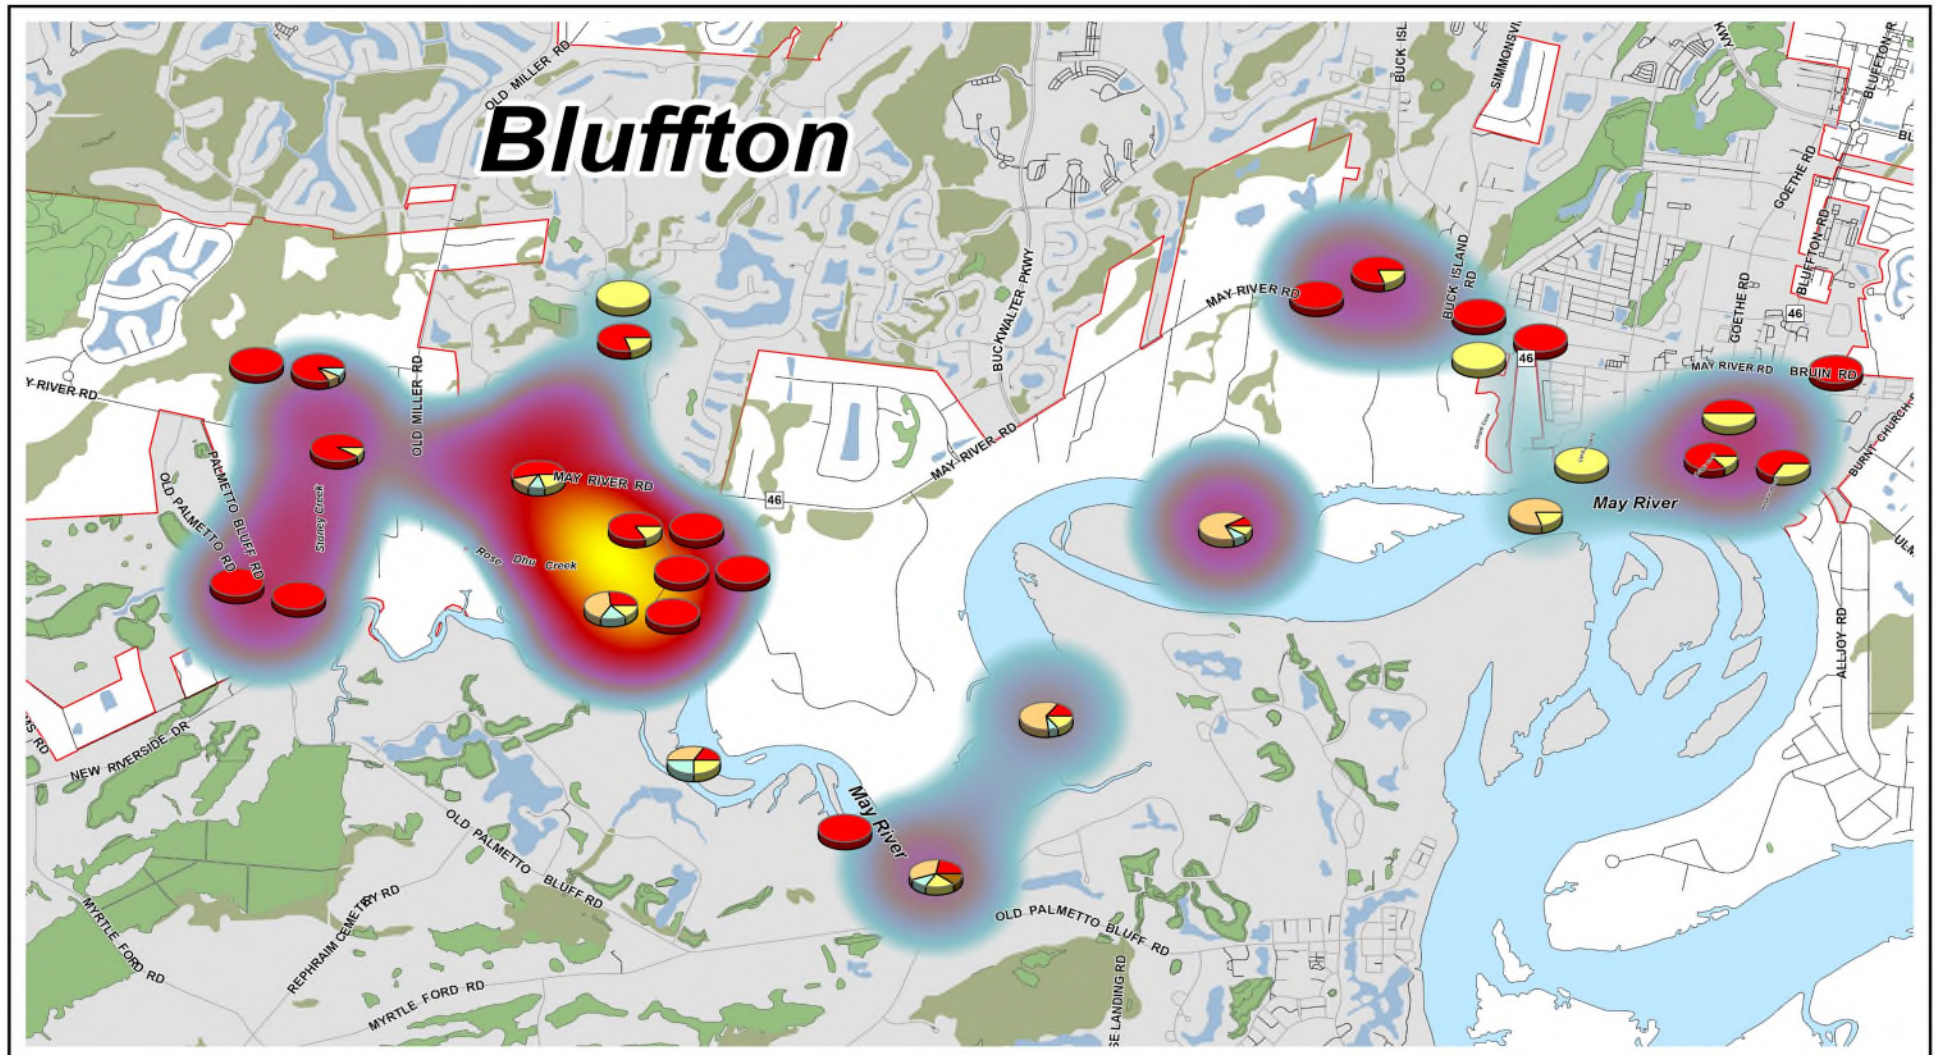 OLD MILLER RD
Bluffton
BUCK ISL
SIMMONSVI
KWY
BLUFFTON R
BL
GOETHE RD
BLUFFTON RD
BUCKWALTER PKWY
MAY RIVER RD
BUCK ISLAND
RD
GOETHE RD
46
46
MAY RIVER RD
BRUIN RD
Y RIVER RD
OLD MILLER RD
PALMETTO BLUFF RD
OLD PALMETTO RD
Stoney Creek
MAY RIVER RD
Rose Dhu Creek
46
MAY RIVER RD
BURNT CHURCH
May River
ULM
ALLJOY RD
MS RD
NEW RIVERSIDE DR
May River
OLD PALMETTO BLUFF RD
OLD PALMETTO BLUFF RD
MYRTLE FORD RD
REPHRAIM CEMETERY RD
MYRTLE FORD RD
SE LANDING RD